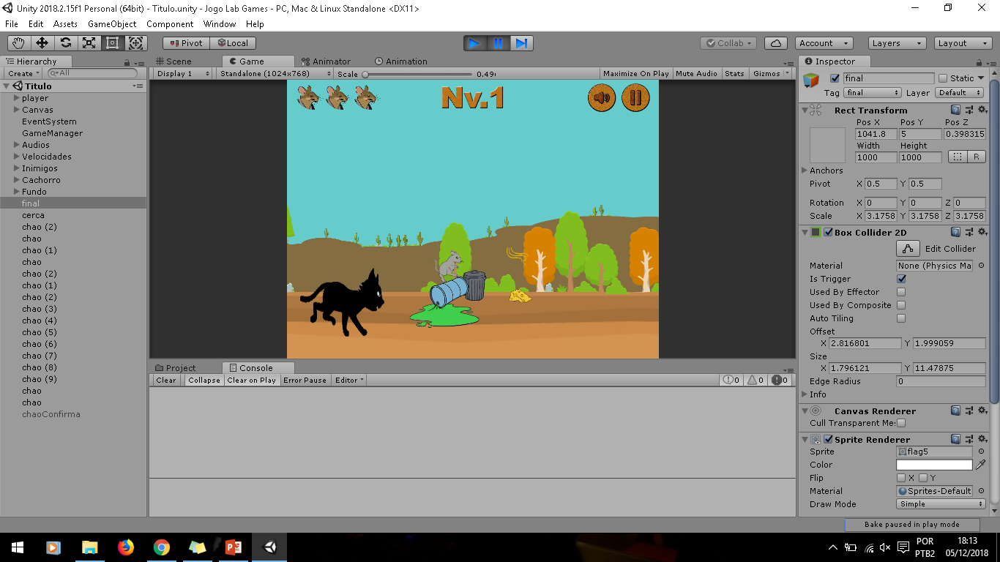 Unity 2018.2.15f1 Personal (64bit) - Titulo.unity - Jogo Lab Games - PC, Mac & Linux Standalone <DX11>
File Edit Assets GameObject Component Window Help
Pivot Local Collab Account Layers Layout
Hierarchy
Create All
Titulo
player
Canvas
EventSystem
GameManager
Audios
Velocidades
Inimigos
Cachorro
Fundo
final
cerca
chao (2)
chao
chao (1)
chao
chao (2)
chao (1)
chao (2)
chao (3)
chao (4)
chao (5)
chao (6)
chao (7)
chao (8)
chao (9)
chao
chao
chaoConfirma
Scene Game Animator Animation
Display 1 Standalone (1024x768) Scale 0.49 Maximize On Play Mute Audio Stats Gizmos
Nv.1
Project Console
Clear Collapse Clear on Play Error Pause Editor 0 0 0
Inspector
final Static
Tag final Layer Default
Rect Transform
Pos X Pos Y Pos Z
1041.8 5 0.398315
Width Height
1000 1000 R
Anchors
Pivot X 0.5 Y 0.5
Rotation X 0 Y 0 Z 0
Scale X 3.1758 Y 3.1758 Z 3.1758
Box Collider 2D
Edit Collider
Material None (Physics Ma
Is Trigger
Used By Effector
Used By Composite
Auto Tiling
Offset
X 2.816801 Y 1.999059
Size
X 1.796121 Y 11.47875
Edge Radius 0
Info
Canvas Renderer
Cull Transparent Me
Sprite Renderer
Sprite flag5
Color
Flip X Y
Material Sprites-Default
Draw Mode Simple
Bake paused in play mode
POR
PTB2
18:13
05/12/2018